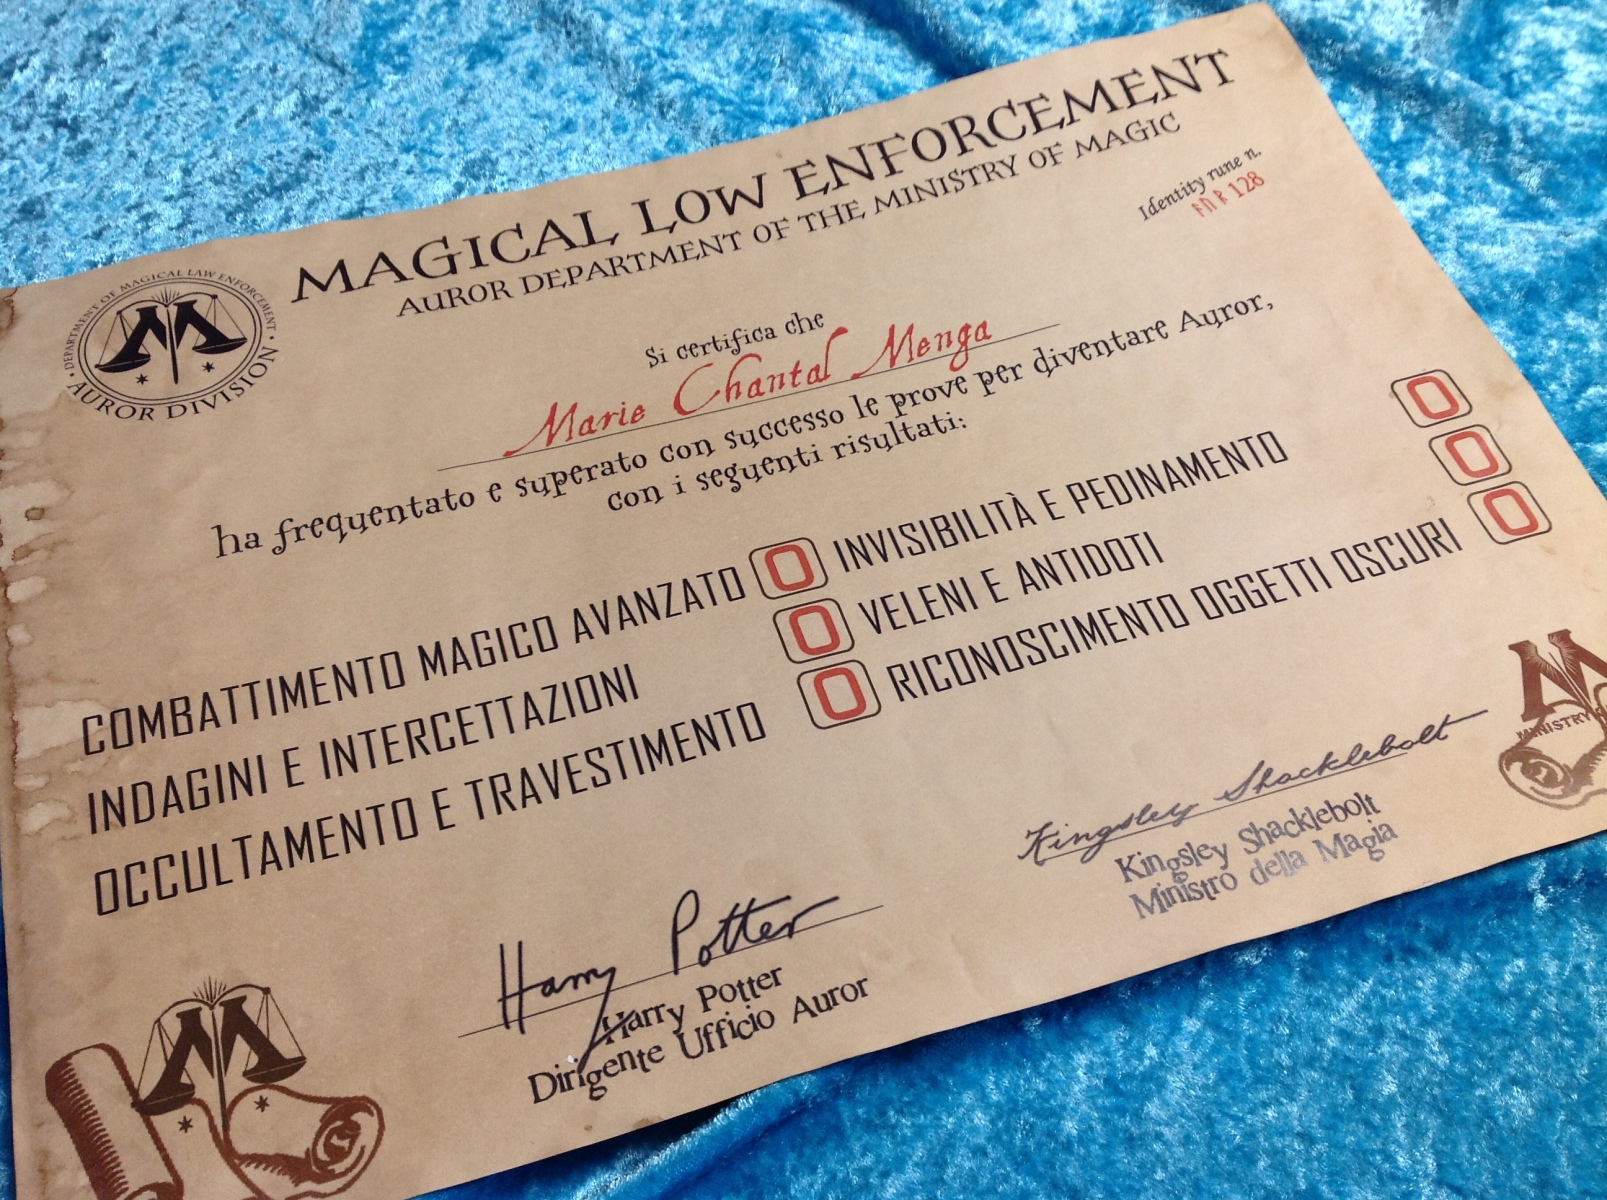 MAGICAL LOW ENFORCEMENT
AUROR DEPARTMENT OF THE MINISTRY OF MAGIC
Identity rune n.
128
DEPARTMENT OF MAGICAL LAW ENFORCEMENT
AUROR DIVISION
Si certifica che
Marie Chantal Menga
ha frequentato e superato con successo le prove per diventare Auror,
con i seguenti risultati:
COMBATTIMENTO MAGICO AVANZATO O
INDAGINI E INTERCETTAZIONI O
OCCULTAMENTO E TRAVESTIMENTO O
INVISIBILITÀ E PEDINAMENTO O
VELENI E ANTIDOTI O
RICONOSCIMENTO OGGETTI OSCURI O
Harry Potter
Harry Potter
Dirigente Ufficio Auror
Kingsley Shacklebolt
Kingsley Shacklebolt
Ministro della Magia
M
MINISTRY
M